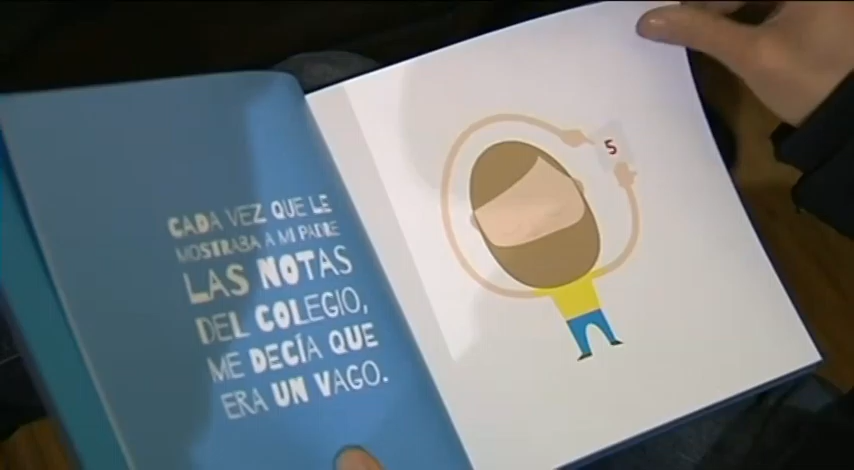 CADA VEZ QUE LE
MOSTRABA A MI PADRE
LAS NOTAS
DEL COLEGIO,
ME DECÍA QUE
ERA UN VAGO.
5